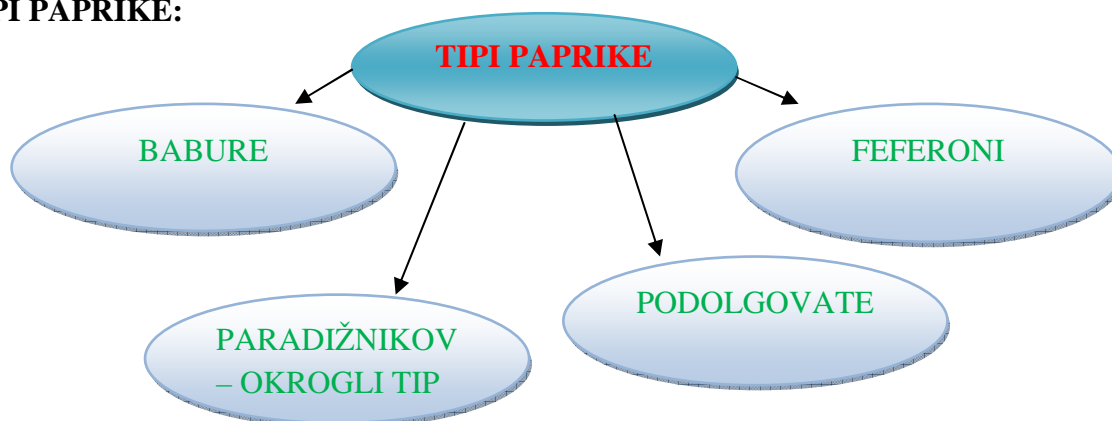 PI PAPRIKE:
TIPI PAPRIKE
BABURE
FEFERONI
PODOLGOVATE
PARADIŽNIKOV
– OKROGLI TIP